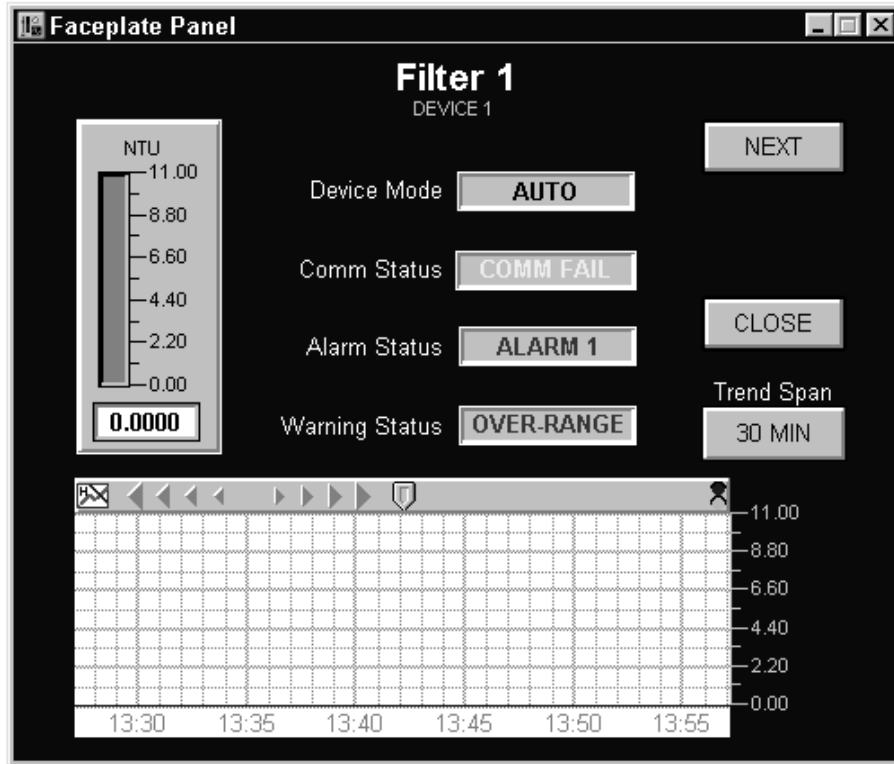 Faceplate Panel
Filter 1
DEVICE 1
NTU
11.00
8.80
6.60
4.40
2.20
0.00
0.0000
Device Mode AUTO
Comm Status COMM FAIL
Alarm Status ALARM 1
Warning Status OVER-RANGE
NEXT
CLOSE
Trend Span
30 MIN
11.00
8.80
6.60
4.40
2.20
0.00
13:30 13:35 13:40 13:45 13:50 13:55